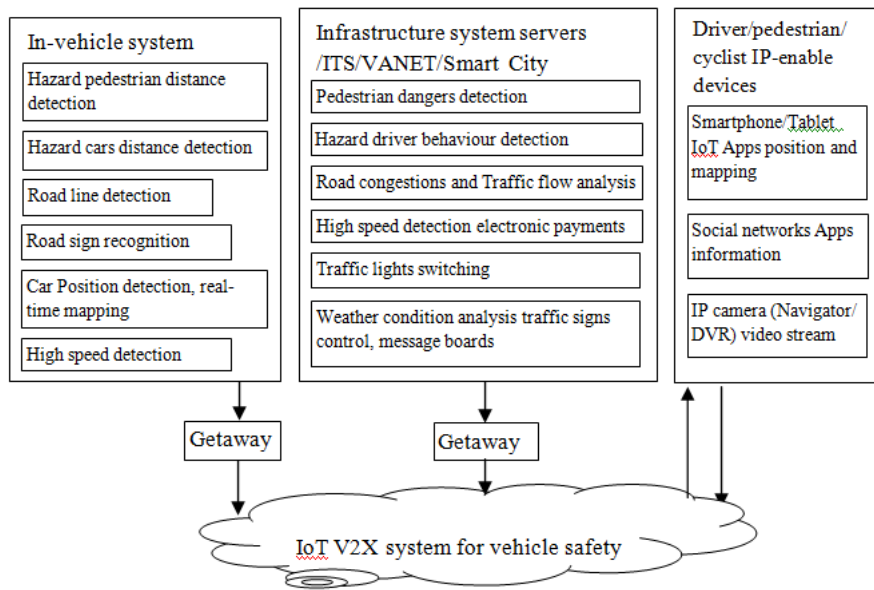 In-vehicle system
Hazard pedestrian distance
detection
Hazard cars distance detection
Road line detection
Road sign recognition
Car Position detection, real-
time mapping
High speed detection
Infrastructure system servers
/ITS/VANET/Smart City
Pedestrian dangers detection
Hazard driver behaviour detection
Road congestions and Traffic flow analysis
High speed detection electronic payments
Traffic lights switching
Weather condition analysis traffic signs
control, message boards
Driver/pedestrian/
cyclist IP-enable
devices
Smartphone/Tablet
IoT Apps position and
mapping
Social networks Apps
information
IP camera (Navigator/
DVR) video stream
Getaway
Getaway
IoT V2X system for vehicle safety